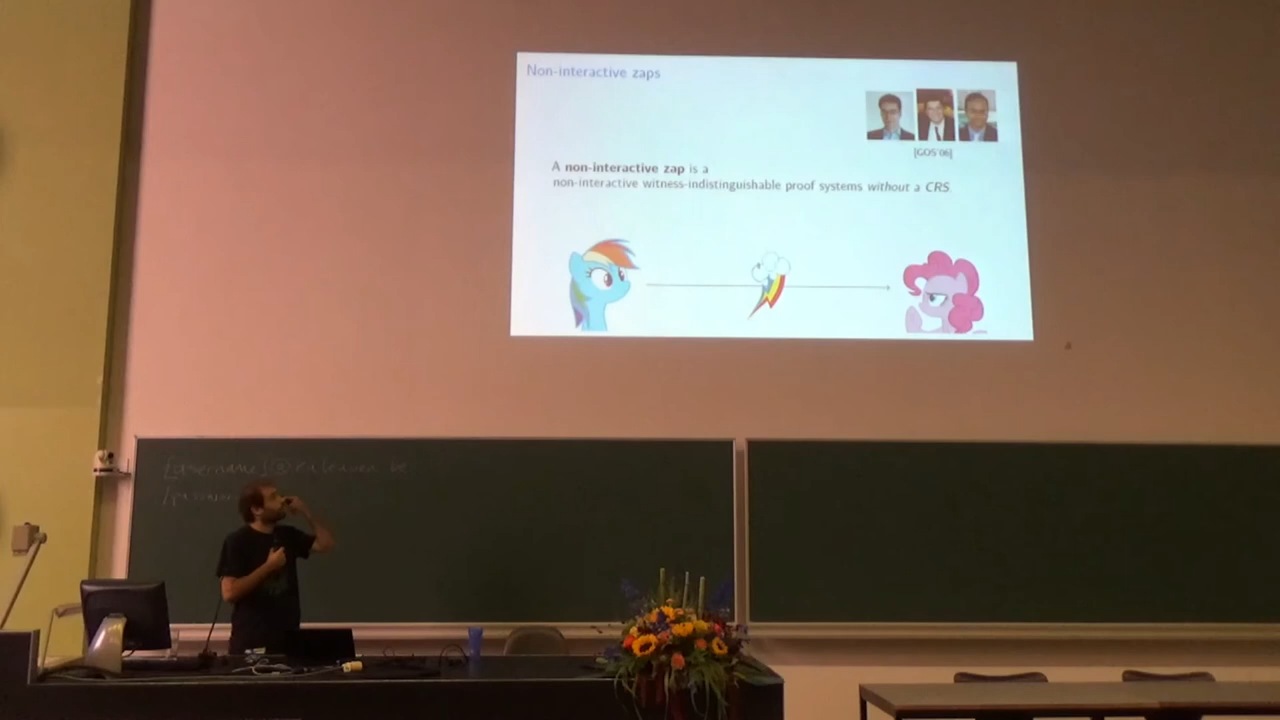 Non-interactive zaps
[GOS'06]
A non-interactive zap is a
non-interactive witness-indistinguishable proof systems without a CRS.